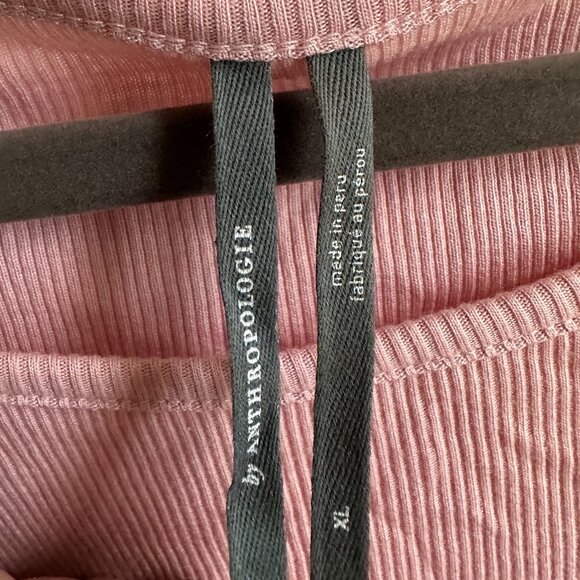 by ANTHROPOLOGIE
made in peru
fabriqué au pérou
XL